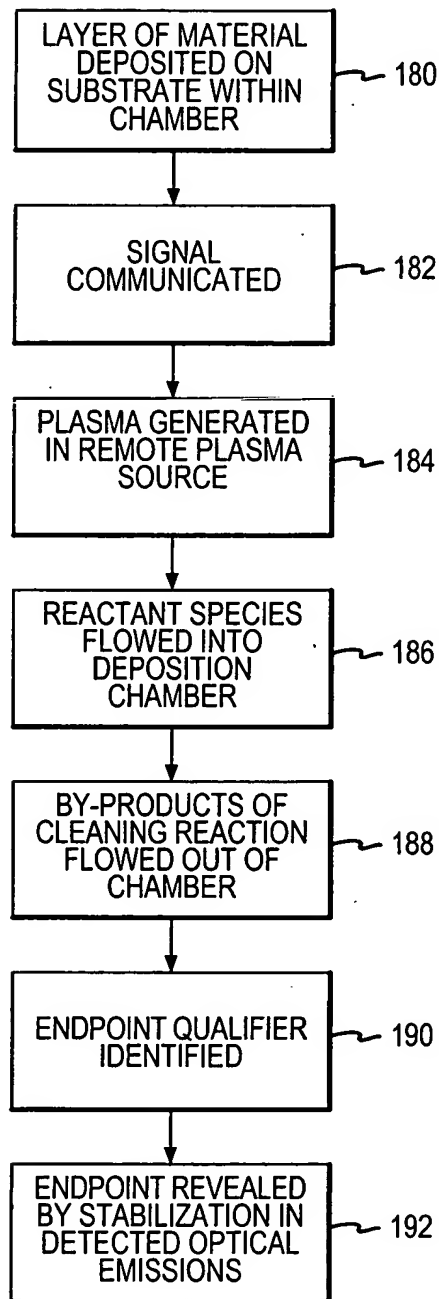 LAYER OF MATERIAL
DEPOSITED ON
SUBSTRATE WITHIN
CHAMBER
180
SIGNAL
COMMUNICATED
182
PLASMA GENERATED
IN REMOTE PLASMA
SOURCE
184
REACTANT SPECIES
FLOWED INTO
DEPOSITION
CHAMBER
186
BY-PRODUCTS OF
CLEANING REACTION
FLOWED OUT OF
CHAMBER
188
ENDPOINT QUALIFIER
IDENTIFIED
190
ENDPOINT REVEALED
BY STABILIZATION IN
DETECTED OPTICAL
EMISSIONS
192